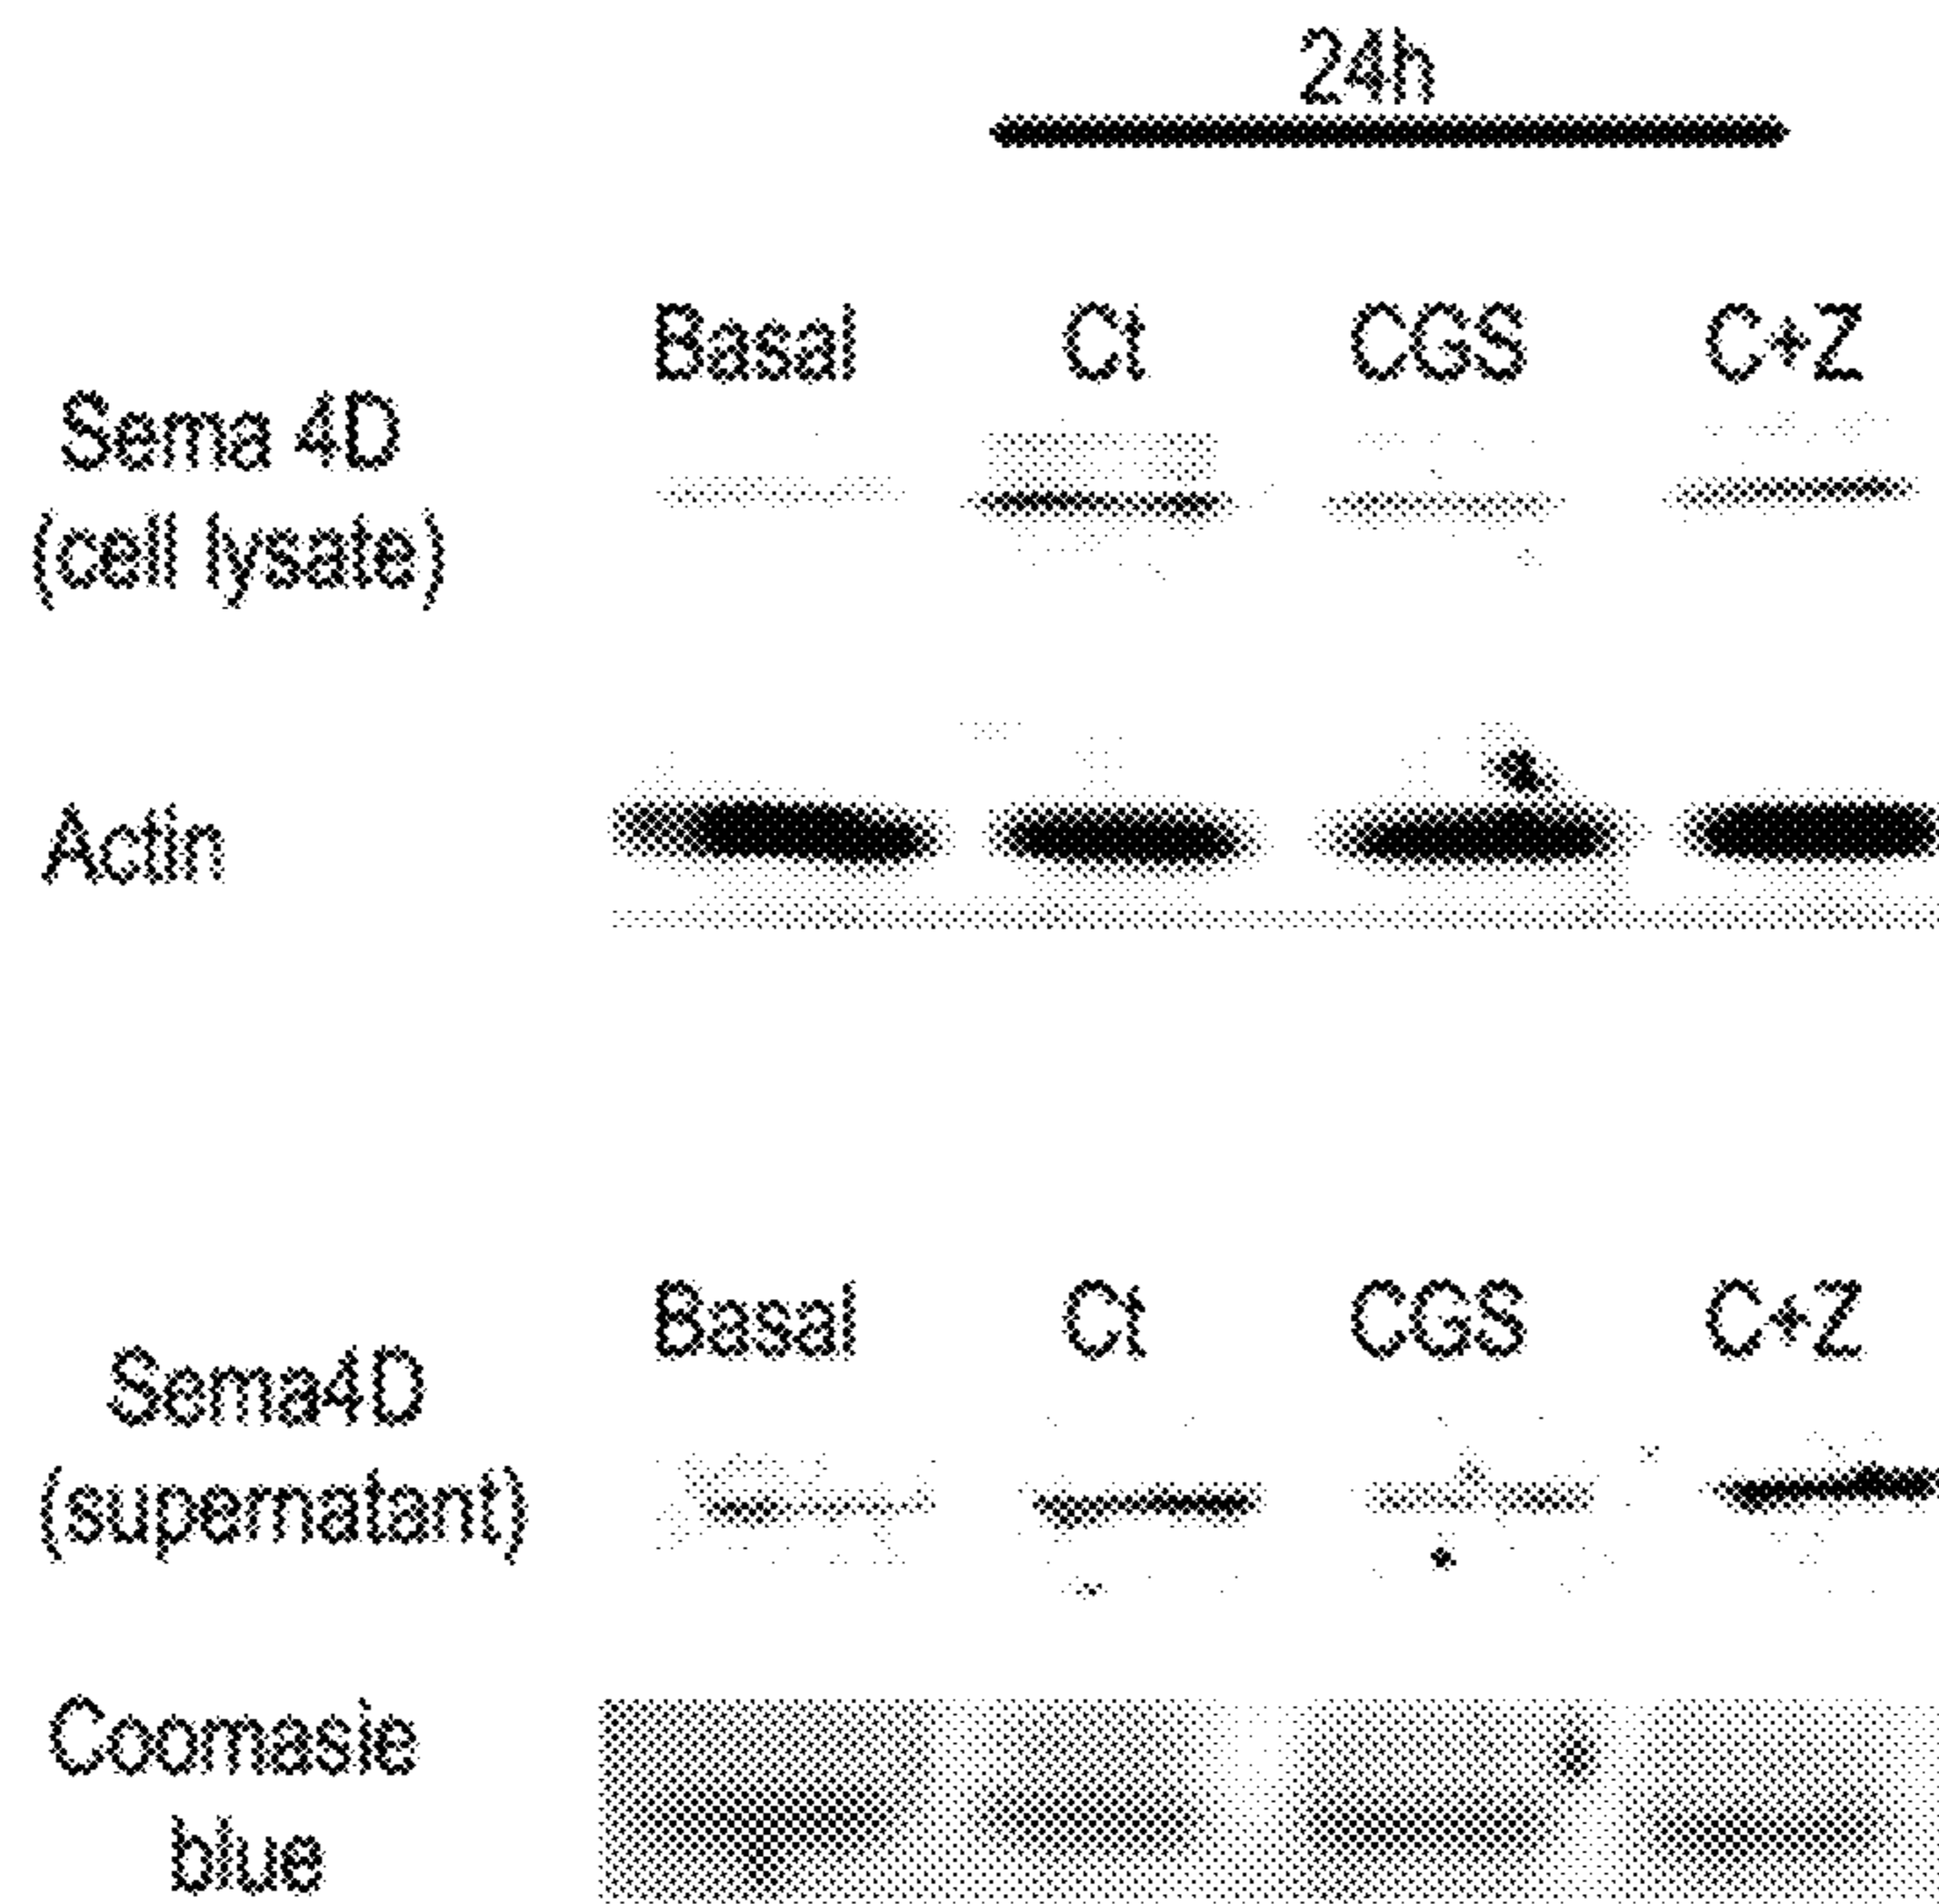 24h
Basal Ct CGS C+Z
Sema 4D
(cell lysate)
Actin
Basal Ct CGS C+Z
Sema4D
(supernatant)
Coomasie
blue